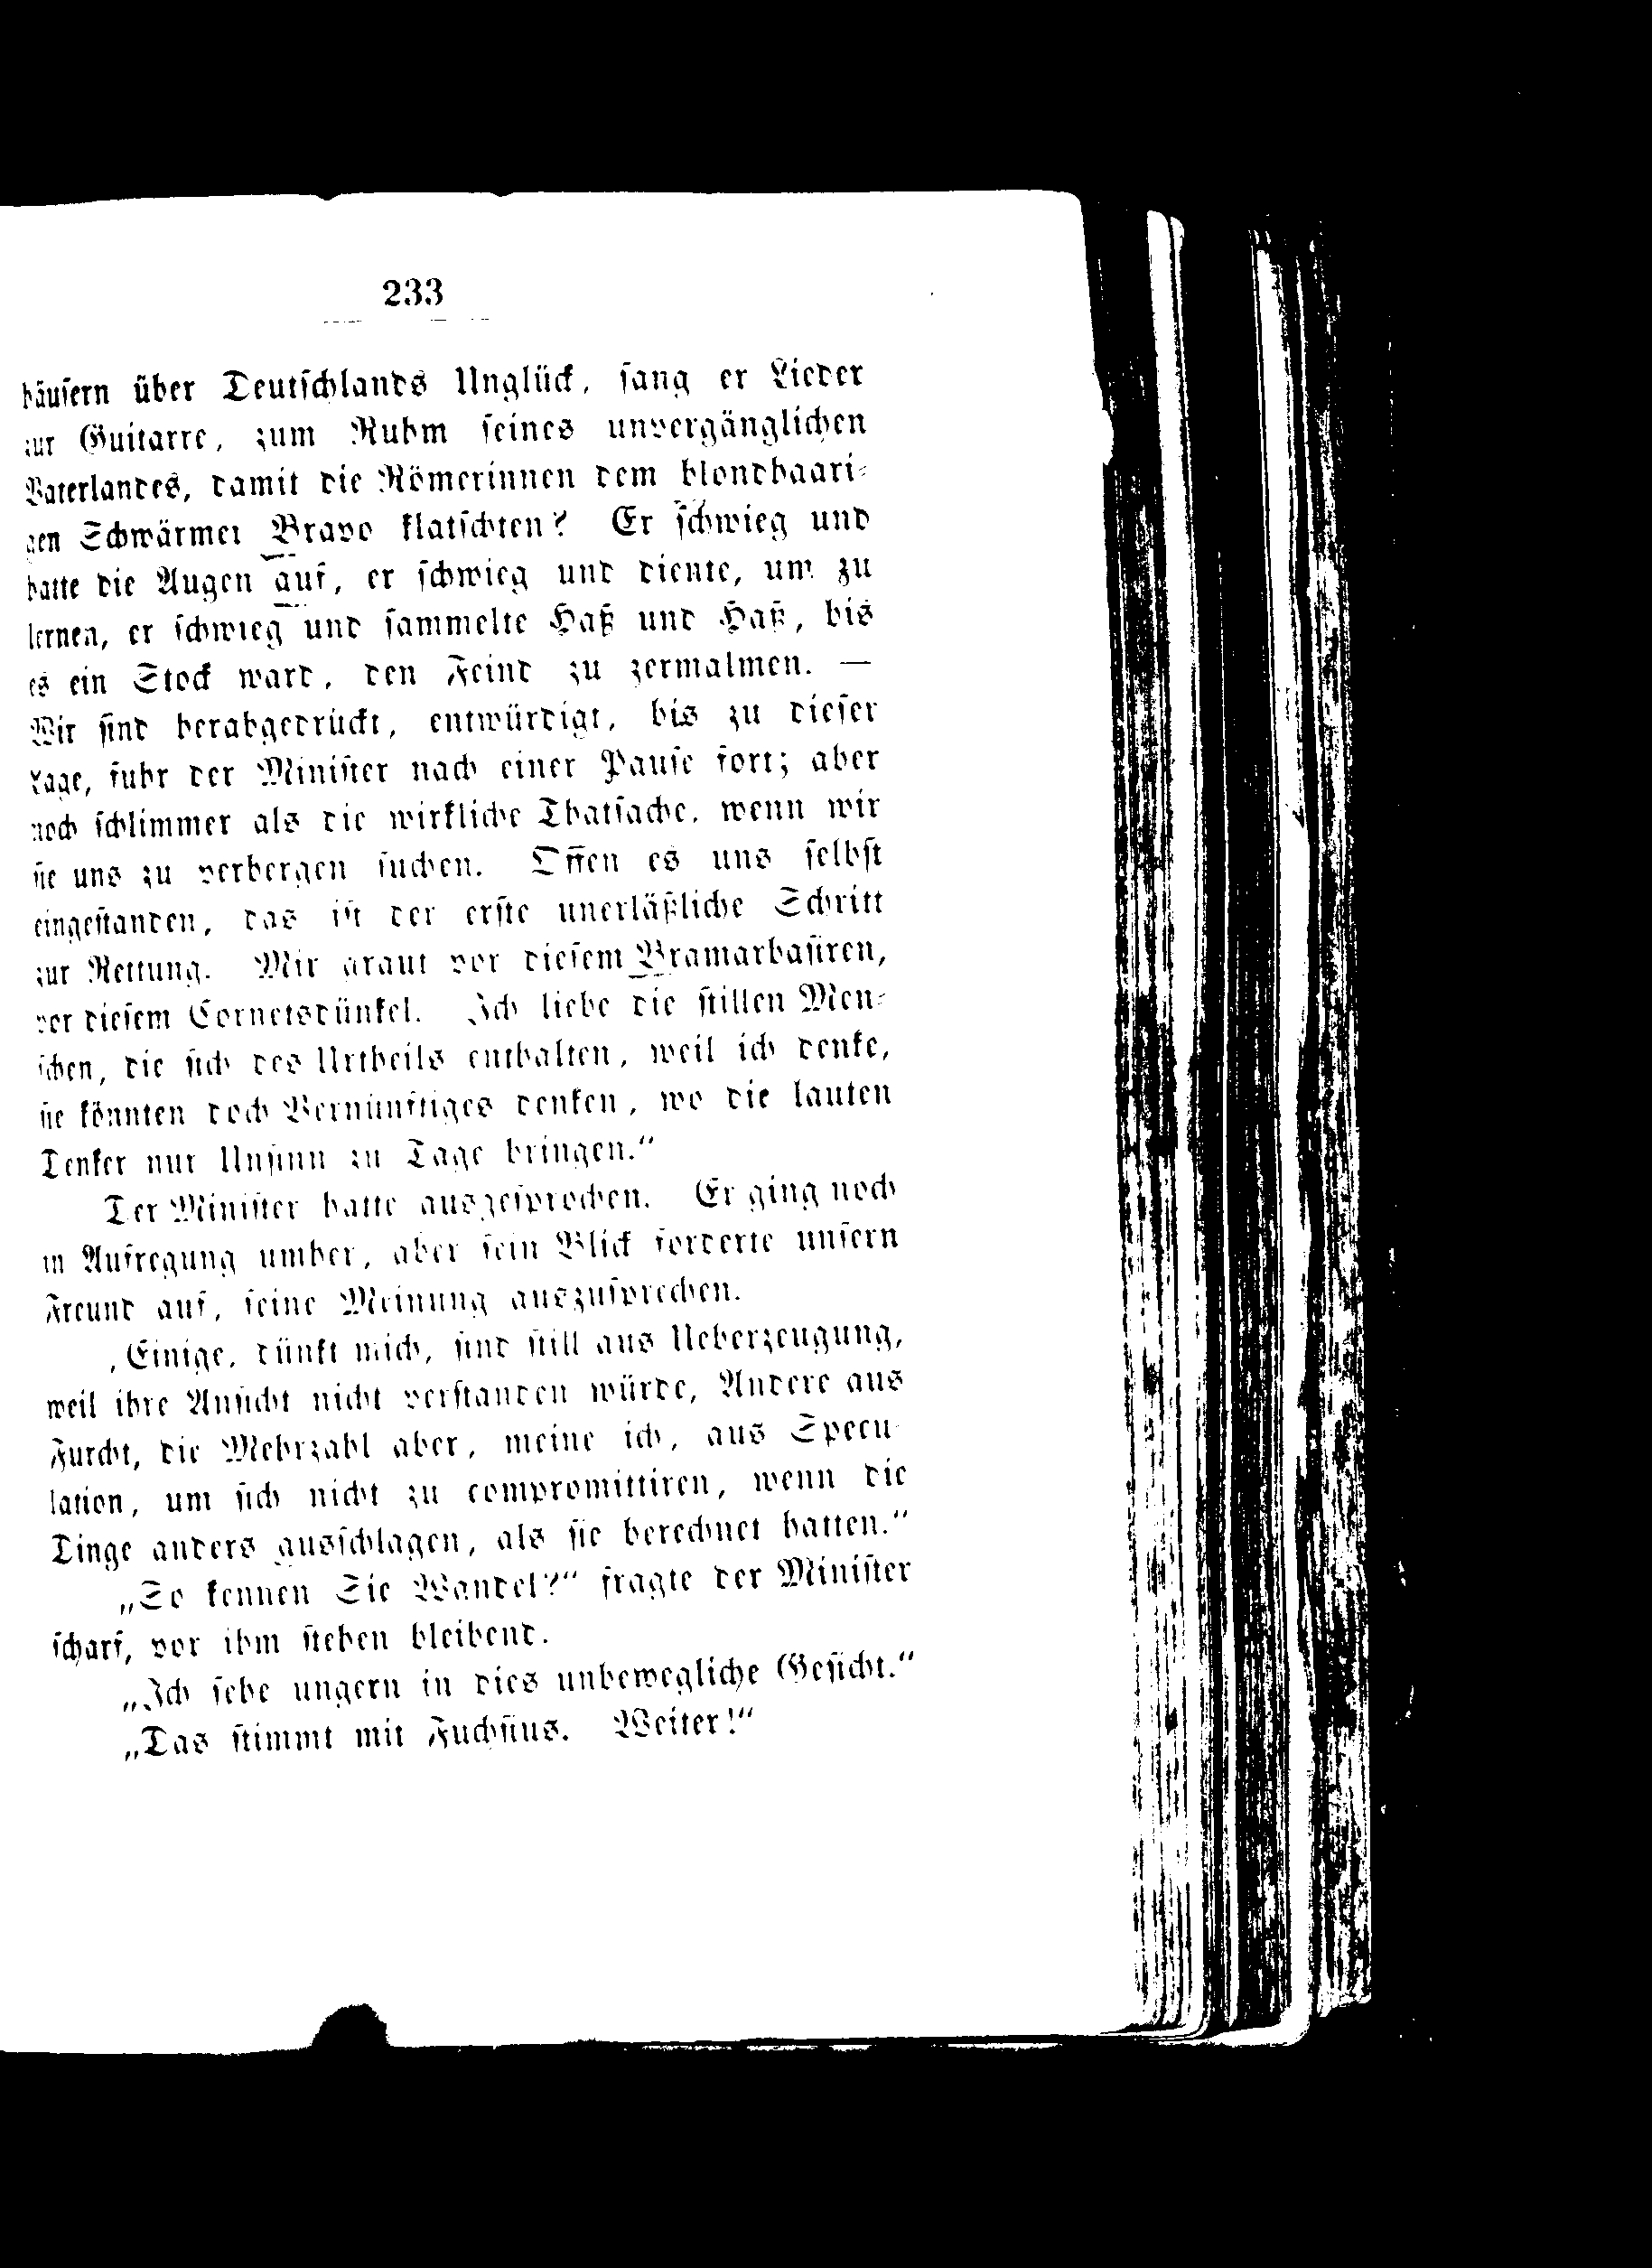 233
häuſern über Deutſchlands Unglück, ſang er Lieder
zur Guitarre, zum Ruhm ſeines unvergänglichen
Vaterlandes, damit die Römerinnen dem blondhaari-
gen Schwärmer Bravo klatſchten? Er ſchwieg und
hatte die Augen auf, er ſchwieg und diente, um zu
lernen, er ſchwieg und ſammelte Haß und Haß, bis
es ein Stock ward, den Feind zu zermalmen. —
Wir ſind herabgedrückt, entwürdigt, bis zu dieſer
Lage, fuhr der Miniſter nach einer Pauſe fort; aber
noch ſchlimmer als die wirkliche Thatſache, wenn wir
ſie uns zu verbergen ſuchen. Offen es uns ſelbſt
eingeſtanden, das iſt der erſte unerläßliche Schritt
zur Rettung. Mir graut vor dieſem Bramarbaſiren,
vor dieſem Cornetsdünkel. Ich liebe die ſtillen Men-
ſchen, die ſich des Urtheils enthalten, weil ich denke,
ſie könnten doch Vernünftiges denken, wo die lauten
Denker nur Unſinn zu Tage bringen.“
Der Miniſter hatte ausgeſprochen. Er ging noch
in Aufregung umher, aber ſein Blick forderte unſern
Freund auf, ſeine Meinung auszuſprechen.
„Einige, dünkt mich, ſind ſtill aus Ueberzeugung,
weil ihre Anſicht nicht verſtanden würde, Andere aus
Furcht, die Mehrzahl aber, meine ich, aus Specu-
lation, um ſich nicht zu compromittiren, wenn die
Dinge anders ausſchlagen, als ſie berechnet hatten.“
„So kennen Sie Wandel?“ fragte der Miniſter
ſcharf, vor ihm ſtehen bleibend.
„Ich ſehe ungern in dies unbewegliche Geſicht.“
„Das ſtimmt mit Fuchſius. Weiter!“